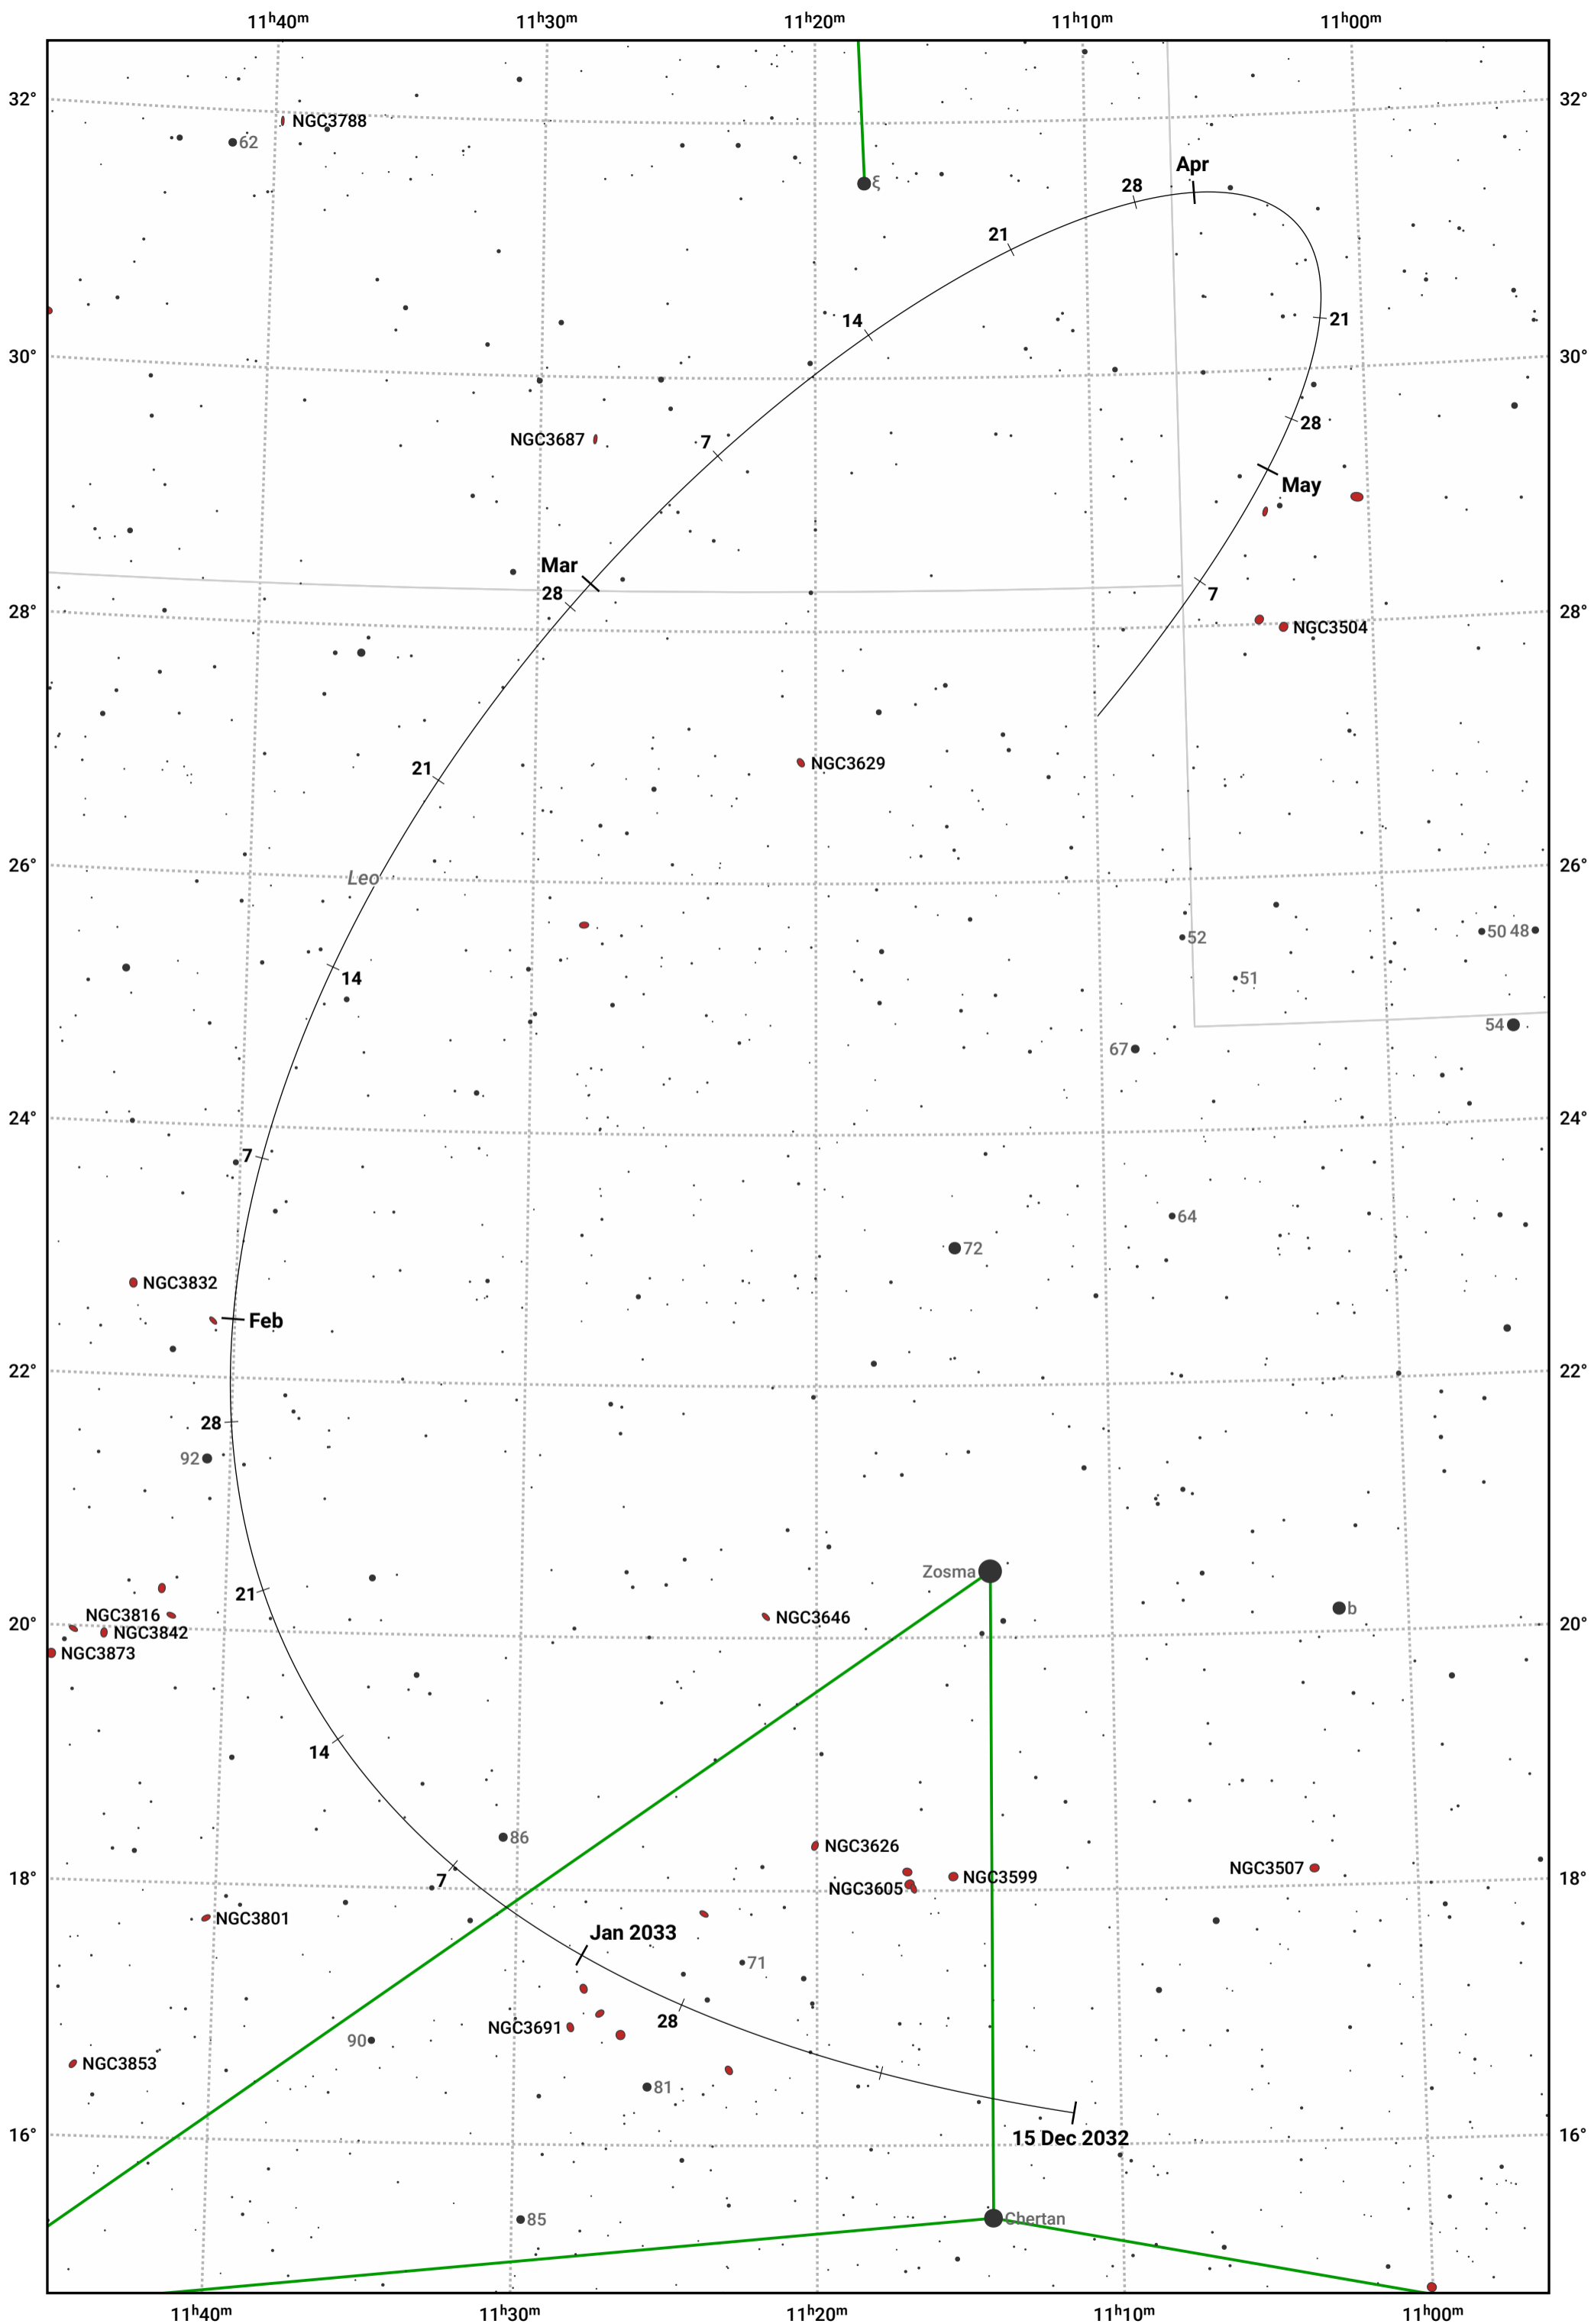 11h40m 11h30m 11h20m 11h10m 11h00m
32° 32°
NGC3788
62
Apr
ξ
28
21
14
21
30° 30°
28
7
NGC3687
May
Mar
28
7
28° 28°
NGC3504
21
NGC3629
26° 26°
Leo
50 48
52
14
51
54
67
24° 24°
7
64
72
NGC3832
Feb
22° 22°
28
92
Zosma
21
b
NGC3816
NGC3646
20° 20°
NGC3842
NGC3873
14
86
NGC3626
NGC3507
18° 18°
7
NGC3599
NGC3605
NGC3801
Jan 2033
71
28
NGC3691
90
NGC3853
81
16° 16°
15 Dec 2032
85
Chertan
11h40m 11h30m 11h20m 11h10m 11h00m